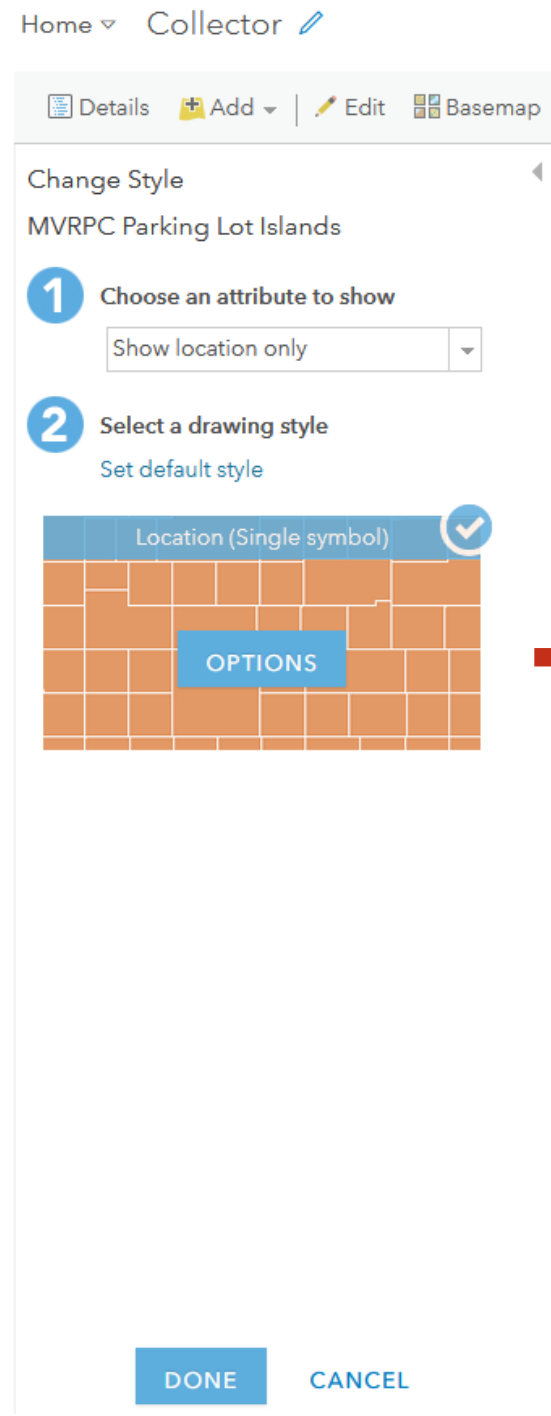 Home Collector
Details Add Edit Basemap
Change Style
MVRPC Parking Lot Islands
1 Choose an attribute to show
Show location only
2 Select a drawing style
Set default style
Location (Single symbol)
OPTIONS
DONE CANCEL